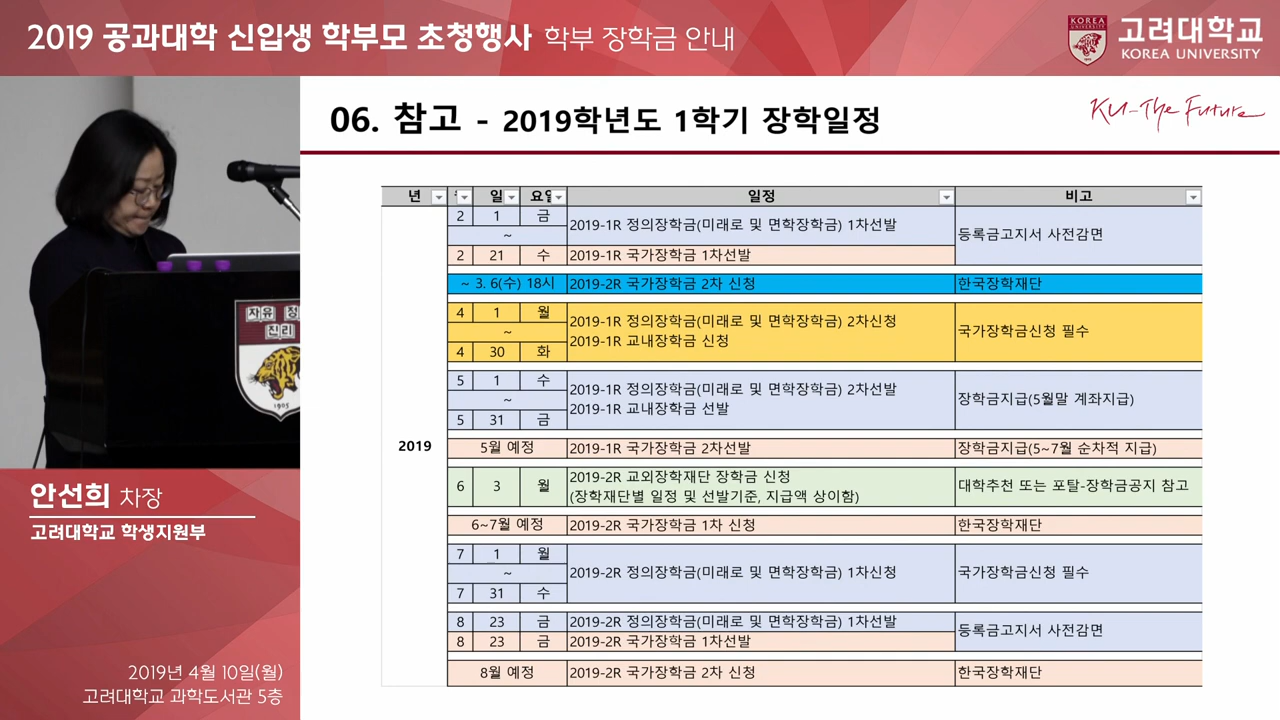 2019 공과대학 신입생 학부모 초청행사 학부 장학금 안내
KOREA UNIVERSITY
고려대학교
KOREA UNIVERSITY
06. 참고 - 2019학년도 1학기 장학일정
KU-The Future
년 일 요일 일정 비고
2 1 금 2019-1R 정의장학금(미래로 및 면학장학금) 1차선발 등록금고지서 사전감면
~
2 21 수 2019-1R 국가장학금 1차선발
~ 3. 6(수) 18시 2019-2R 국가장학금 2차 신청 한국장학재단
4 1 월 2019-1R 정의장학금(미래로 및 면학장학금) 2차신청 국가장학금신청 필수
~ 2019-1R 교내장학금 신청
4 30 화
5 1 수 2019-1R 정의장학금(미래로 및 면학장학금) 2차선발 장학금지급(5월말 계좌지급)
~ 2019-1R 교내장학금 선발
5 31 금
2019
5월 예정 2019-1R 국가장학금 2차선발 장학금지급(5~7월 순차적 지급)
6 3 월 2019-2R 교외장학재단 장학금 신청 대학추천 또는 포탈-장학금공지 참고
(장학재단별 일정 및 선발기준, 지급액 상이함)
6~7월 예정 2019-2R 국가장학금 1차 신청 한국장학재단
7 1 월 2019-2R 정의장학금(미래로 및 면학장학금) 1차신청 국가장학금신청 필수
~
7 31 수
8 23 금 2019-2R 정의장학금(미래로 및 면학장학금) 1차선발 등록금고지서 사전감면
8 23 금 2019-2R 국가장학금 1차선발
8월 예정 2019-2R 국가장학금 2차 신청 한국장학재단
자유 정
진리
1905
안선희 차장
고려대학교 학생지원부
2019년 4월 10일(월)
고려대학교 과학도서관 5층